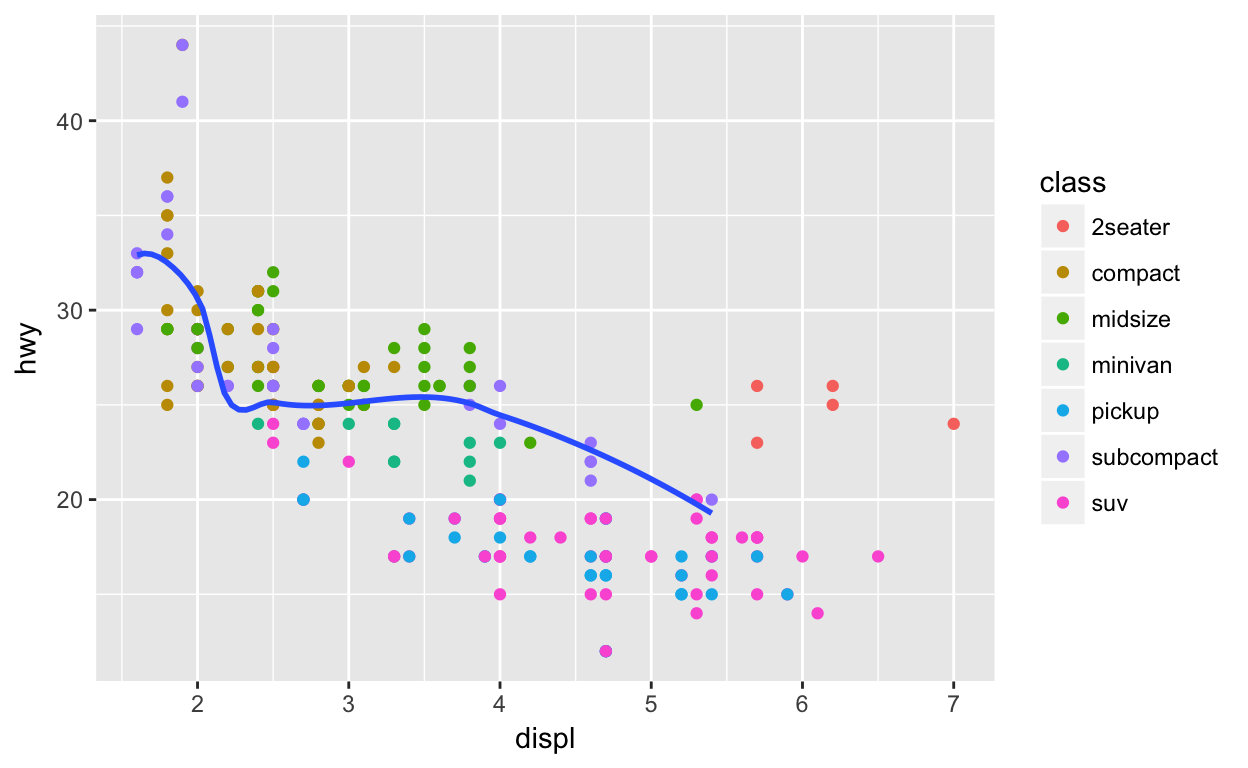 40
30
20
hwy
2 3 4 5 6 7
displ
class
2seater
compact
midsize
minivan
pickup
subcompact
suv